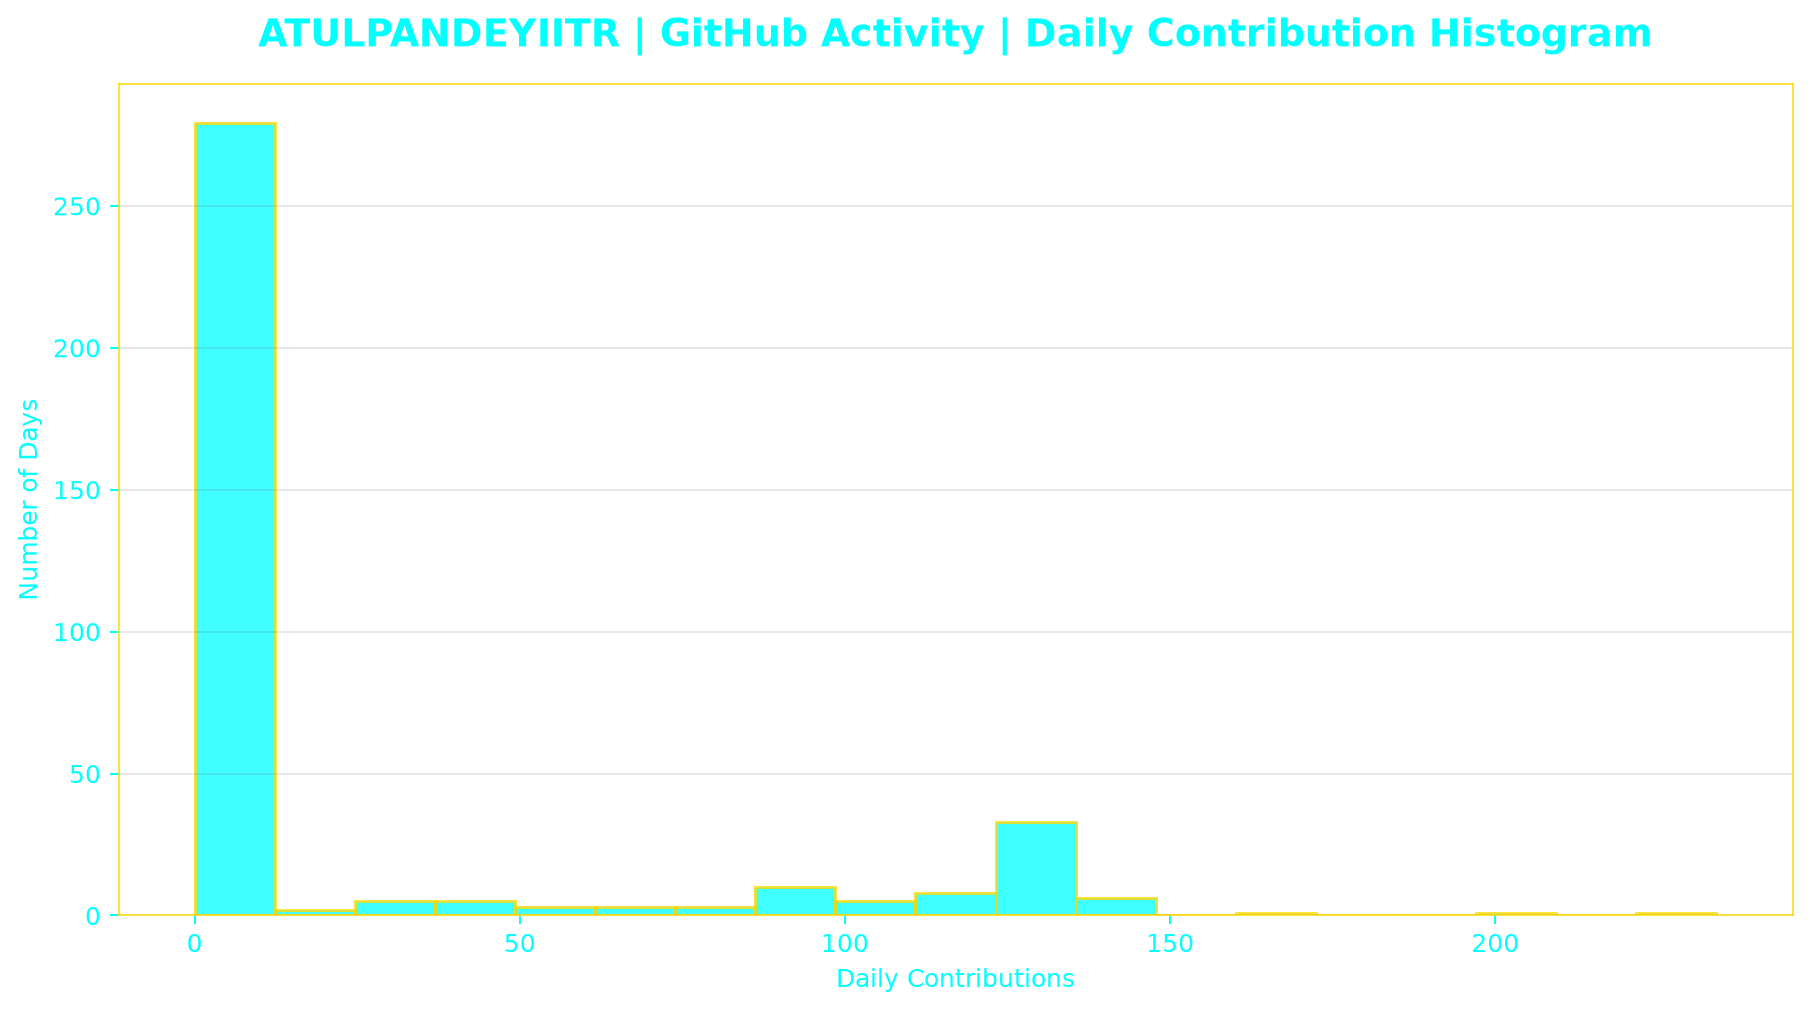 ATULPANDEYIITR | GitHub Activity | Daily Contribution Histogram
Number of Days
250
200
150
100
50
0
0 50 100 150 200
Daily Contributions